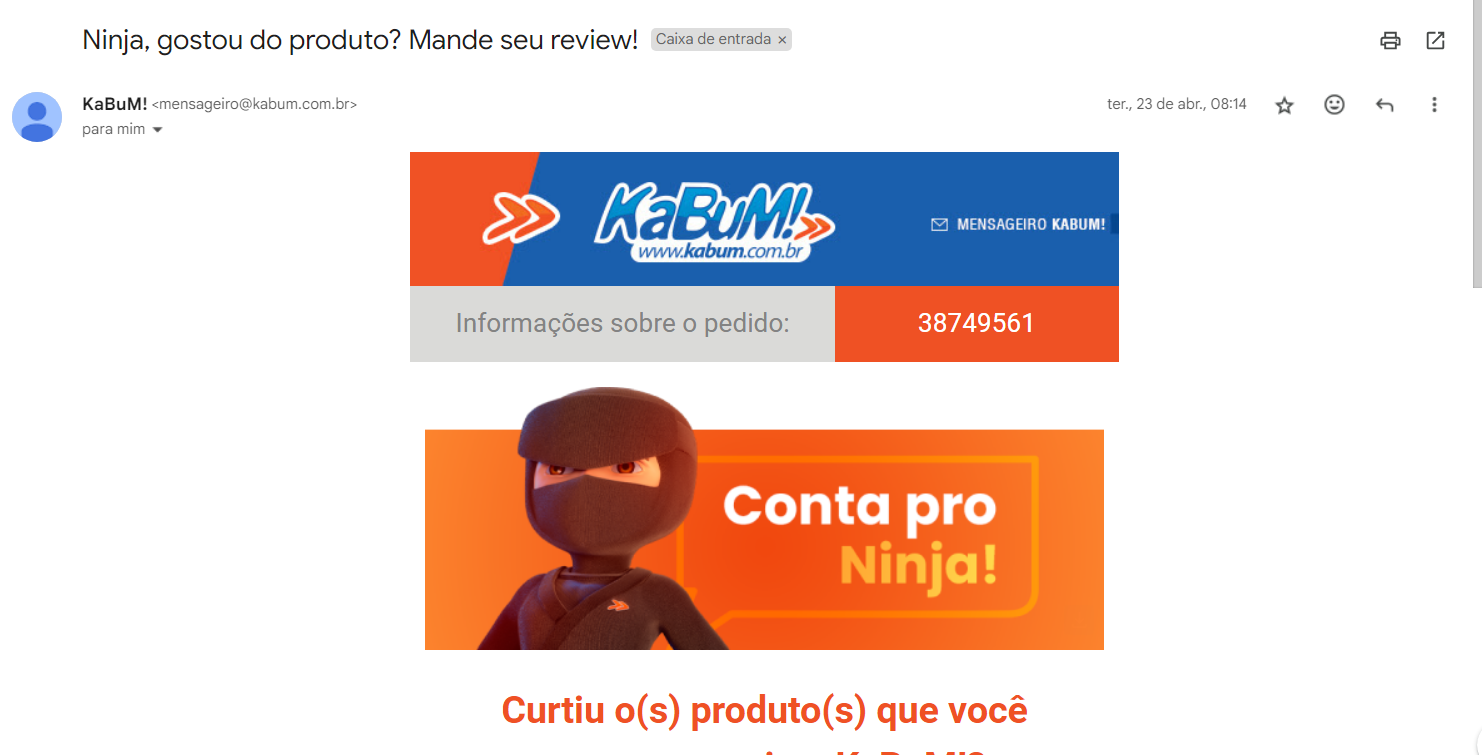 Ninja, gostou do produto? Mande seu review! Caixa de entrada ×
KaBuM! <mensageiro@kabum.com.br> ter., 23 de abr., 08:14
para mim
KaBuM!
www.kabum.com.br
MENSAGEIRO KABUM!
Informações sobre o pedido: 38749561
Conta pro
Ninja!
Curtiu o(s) produto(s) que você
KaBuM!?